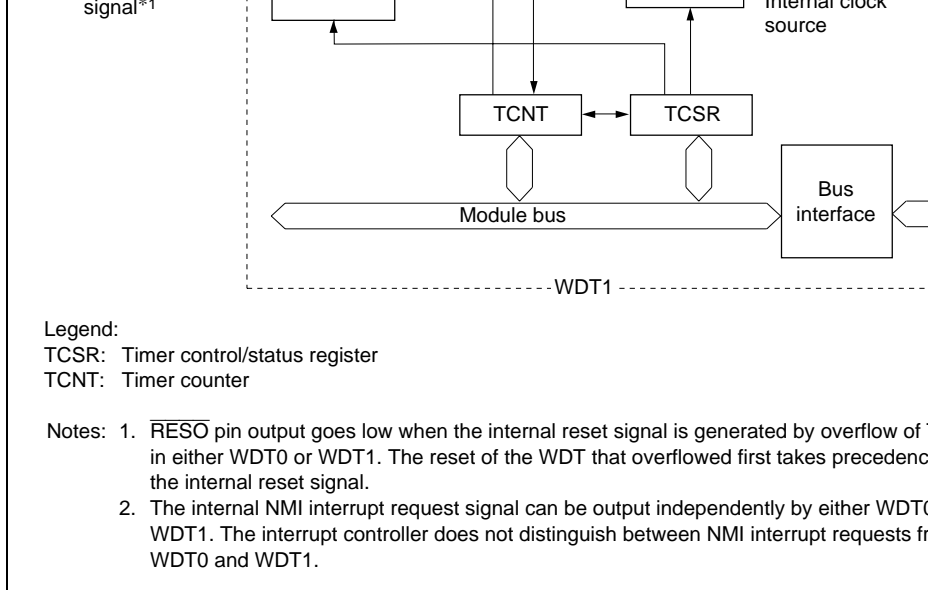 signal*1
Internal clock
source
TCNT
TCSR
Bus
interface
Module bus
WDT1
Legend:
TCSR: Timer control/status register
TCNT: Timer counter
Notes: 1. RESO pin output goes low when the internal reset signal is generated by overflow of
in either WDT0 or WDT1. The reset of the WDT that overflowed first takes
the internal reset signal.
2. The internal NMI interrupt request signal can be output independently by either WDT0
WDT1. The interrupt controller does not distinguish between NMI interrupt requests
WDT0 and WDT1.